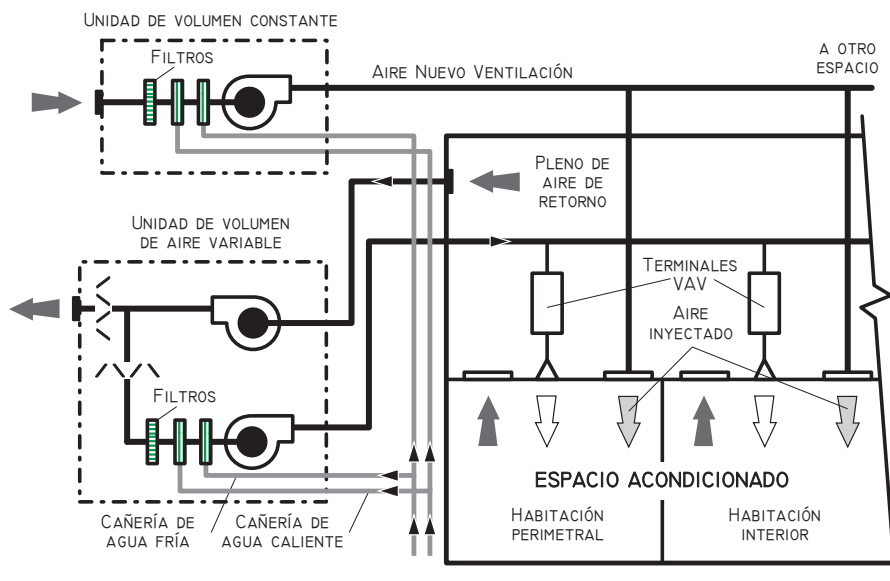 UNIDAD DE VOLUMEN CONSTANTE
FILTROS
AIRE NUEVO VENTILACIÓN
A OTRO
ESPACIO
PLENO DE
AIRE DE
RETORNO
UNIDAD DE VOLUMEN
DE AIRE VARIABLE
TERMINALES
VAV
AIRE
INYECTADO
FILTROS
ESPACIO ACONDICIONADO
CAÑERÍA DE
AGUA FRÍA
CAÑERÍA DE
AGUA CALIENTE
HABITACIÓN
PERIMETRAL
HABITACIÓN
INTERIOR